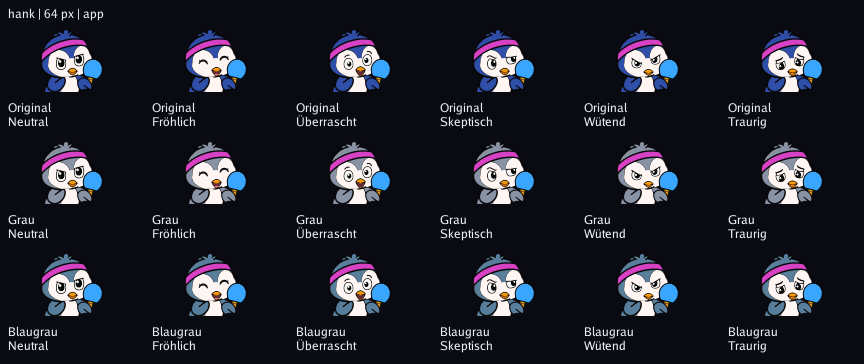 hank | 64 px | app
Original Original Original Original Original Original
Neutral Fröhlich Überrascht Skeptisch Wütend Traurig
Grau Grau Grau Grau Grau Grau
Neutral Fröhlich Überrascht Skeptisch Wütend Traurig
Blaugrau Blaugrau Blaugrau Blaugrau Blaugrau Blaugrau
Neutral Fröhlich Überrascht Skeptisch Wütend Traurig